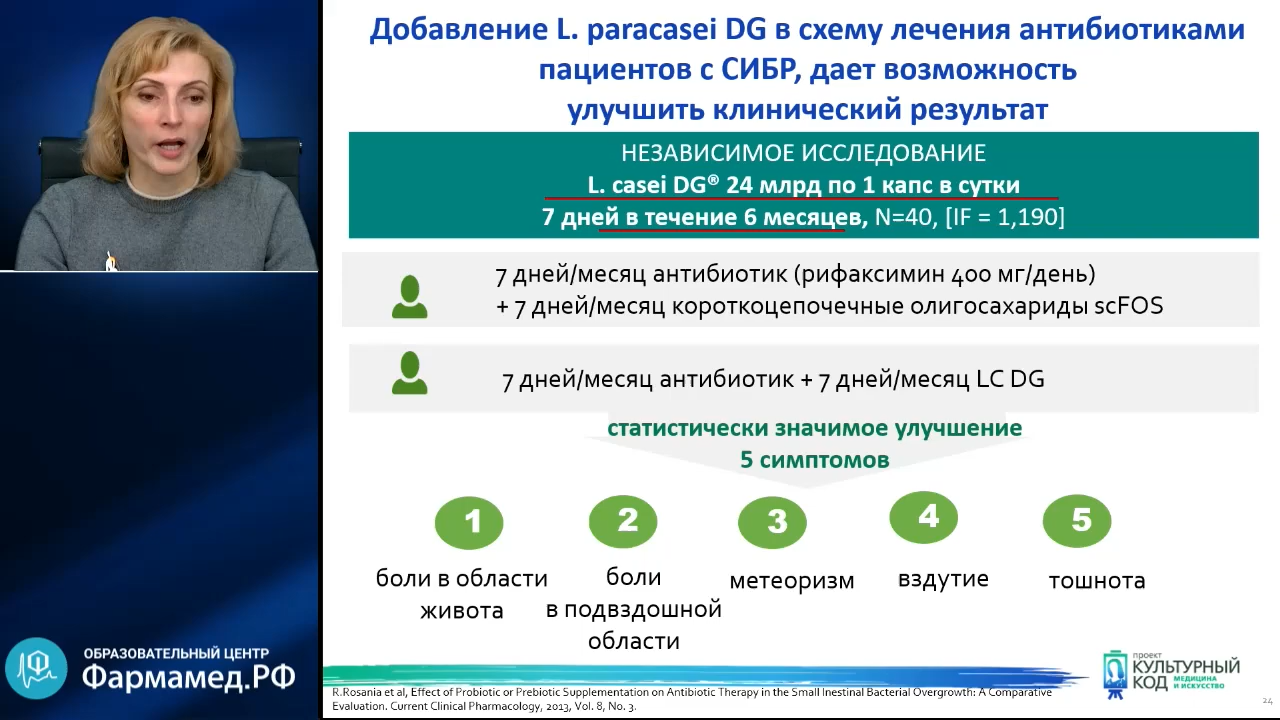 Добавление L. paracasei DG в схему лечения антибиотиками
пациентов с СИБР, дает возможность
улучшить клинический результат
НЕЗАВИСИМОЕ ИССЛЕДОВАНИЕ
L. casei DG® 24 млрд по 1 капс в сутки
7 дней в течение 6 месяцев, N=40, [IF = 1,190]
7 дней/месяц антибиотик (рифаксимин 400 мг/день)
+ 7 дней/месяц короткоцепочечные олигосахариды scFOS
7 дней/месяц антибиотик + 7 дней/месяц LC DG
статистически значимое улучшение
5 симптомов
1
2
3
4
5
боли в области
живота
боли
в подвздошной
области
метеоризм
вздутие
тошнота
ОБРАЗОВАТЕЛЬНЫЙ ЦЕНТР
Фармамед.РФ
проект
КУЛЬТУРНЫЙ
КОД
МЕДИЦИНА
И ИСКУССТВО
et al, Effect of Probiotic or Prebiotic Supplementation on Antibiotic Therapy in the Small Inestinal Bacterial Overgrowth: A Comparative
Evaluation. Current Clinical Pharmacology, 2013, Vol. 8, No. 3.
24